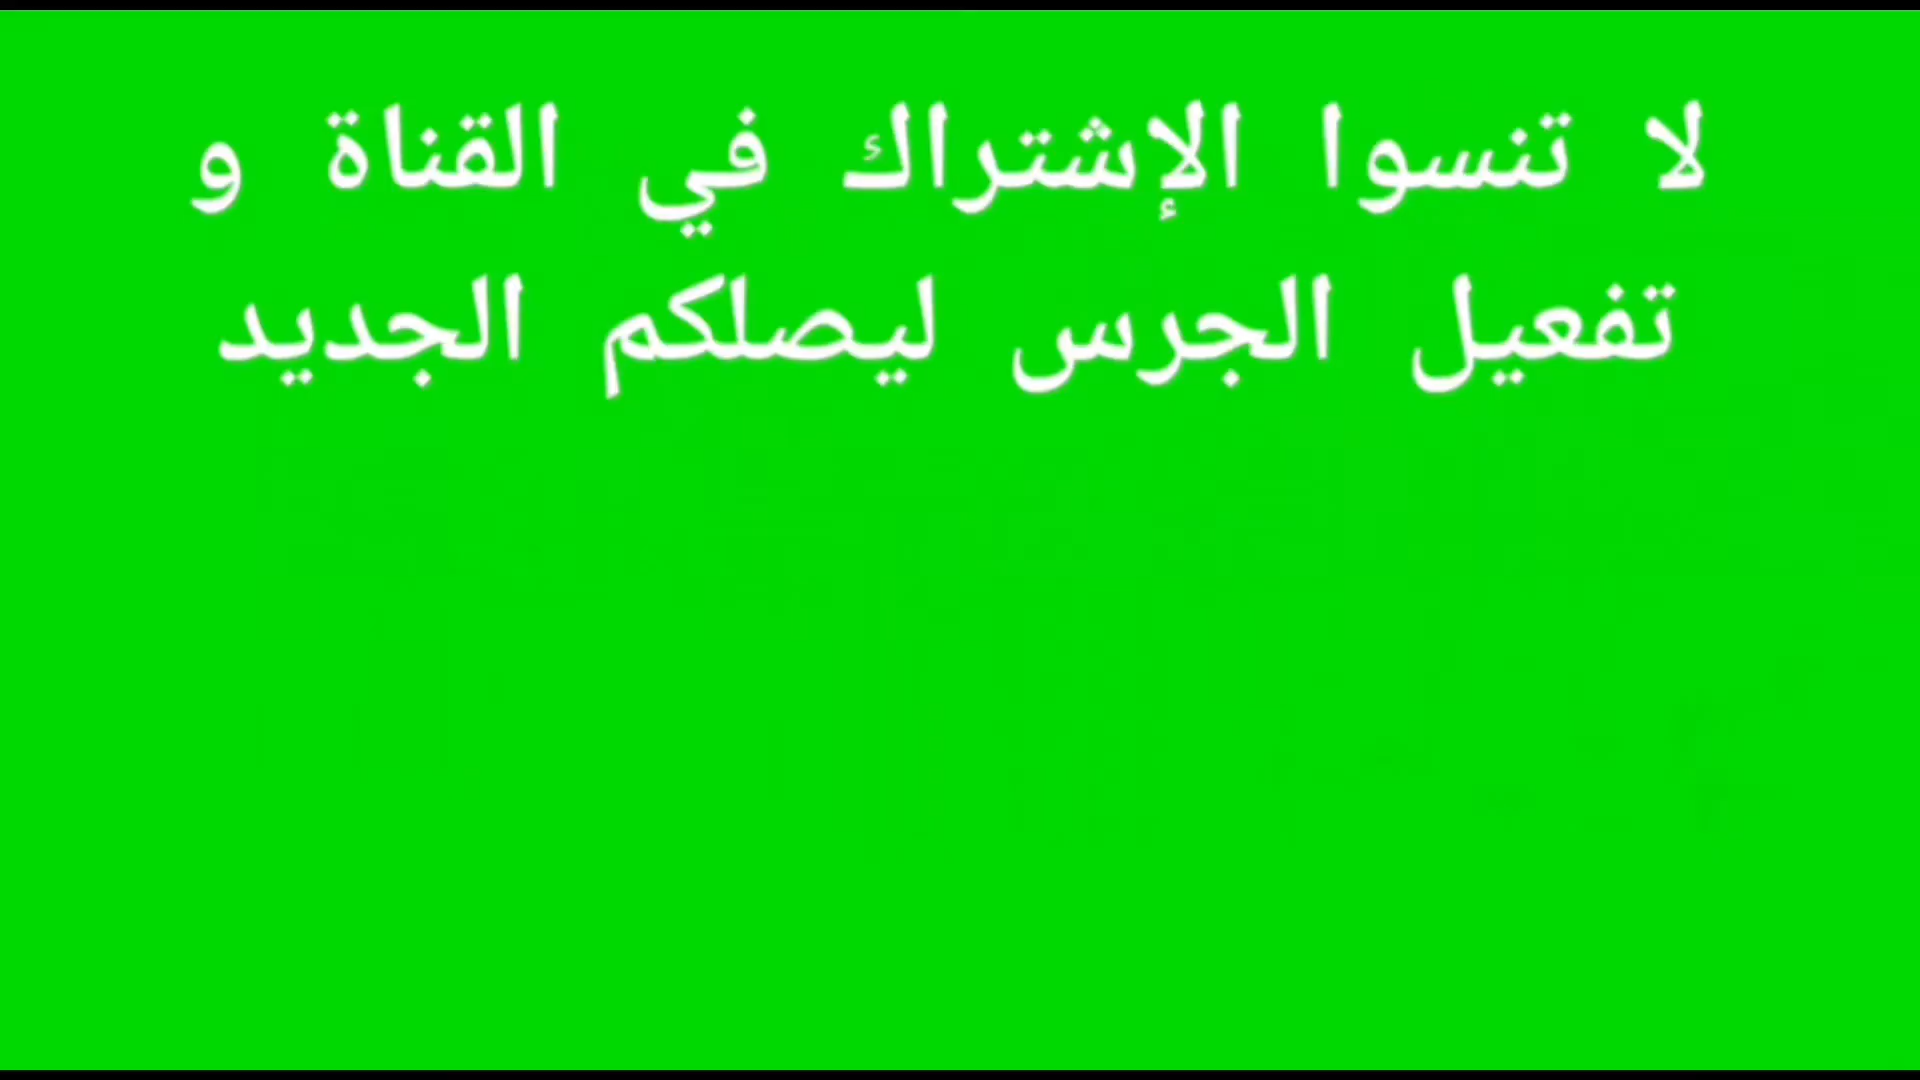 لا تنسوا الإشتراك في القناة و
تفعيل الجرس ليصلكم الجديد